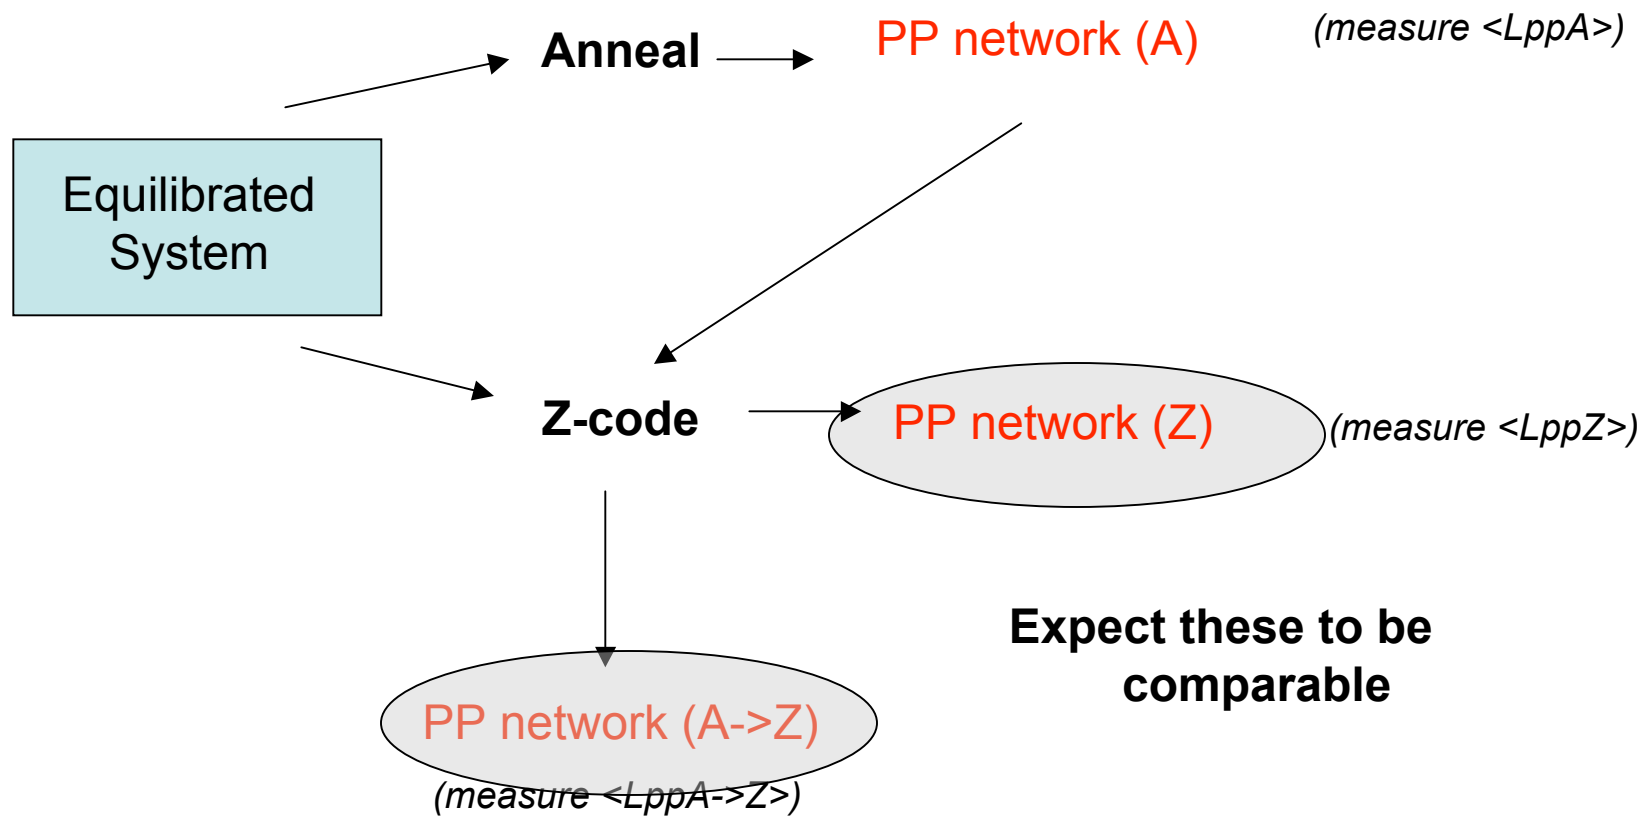 Anneal
PP network (A)
(measure <LppA>)
Equilibrated
System
Z-code
PP network (Z)
(measure <LppZ>)
Expect these to be
comparable
PP network (A->Z)
(measure <LppA->Z>)